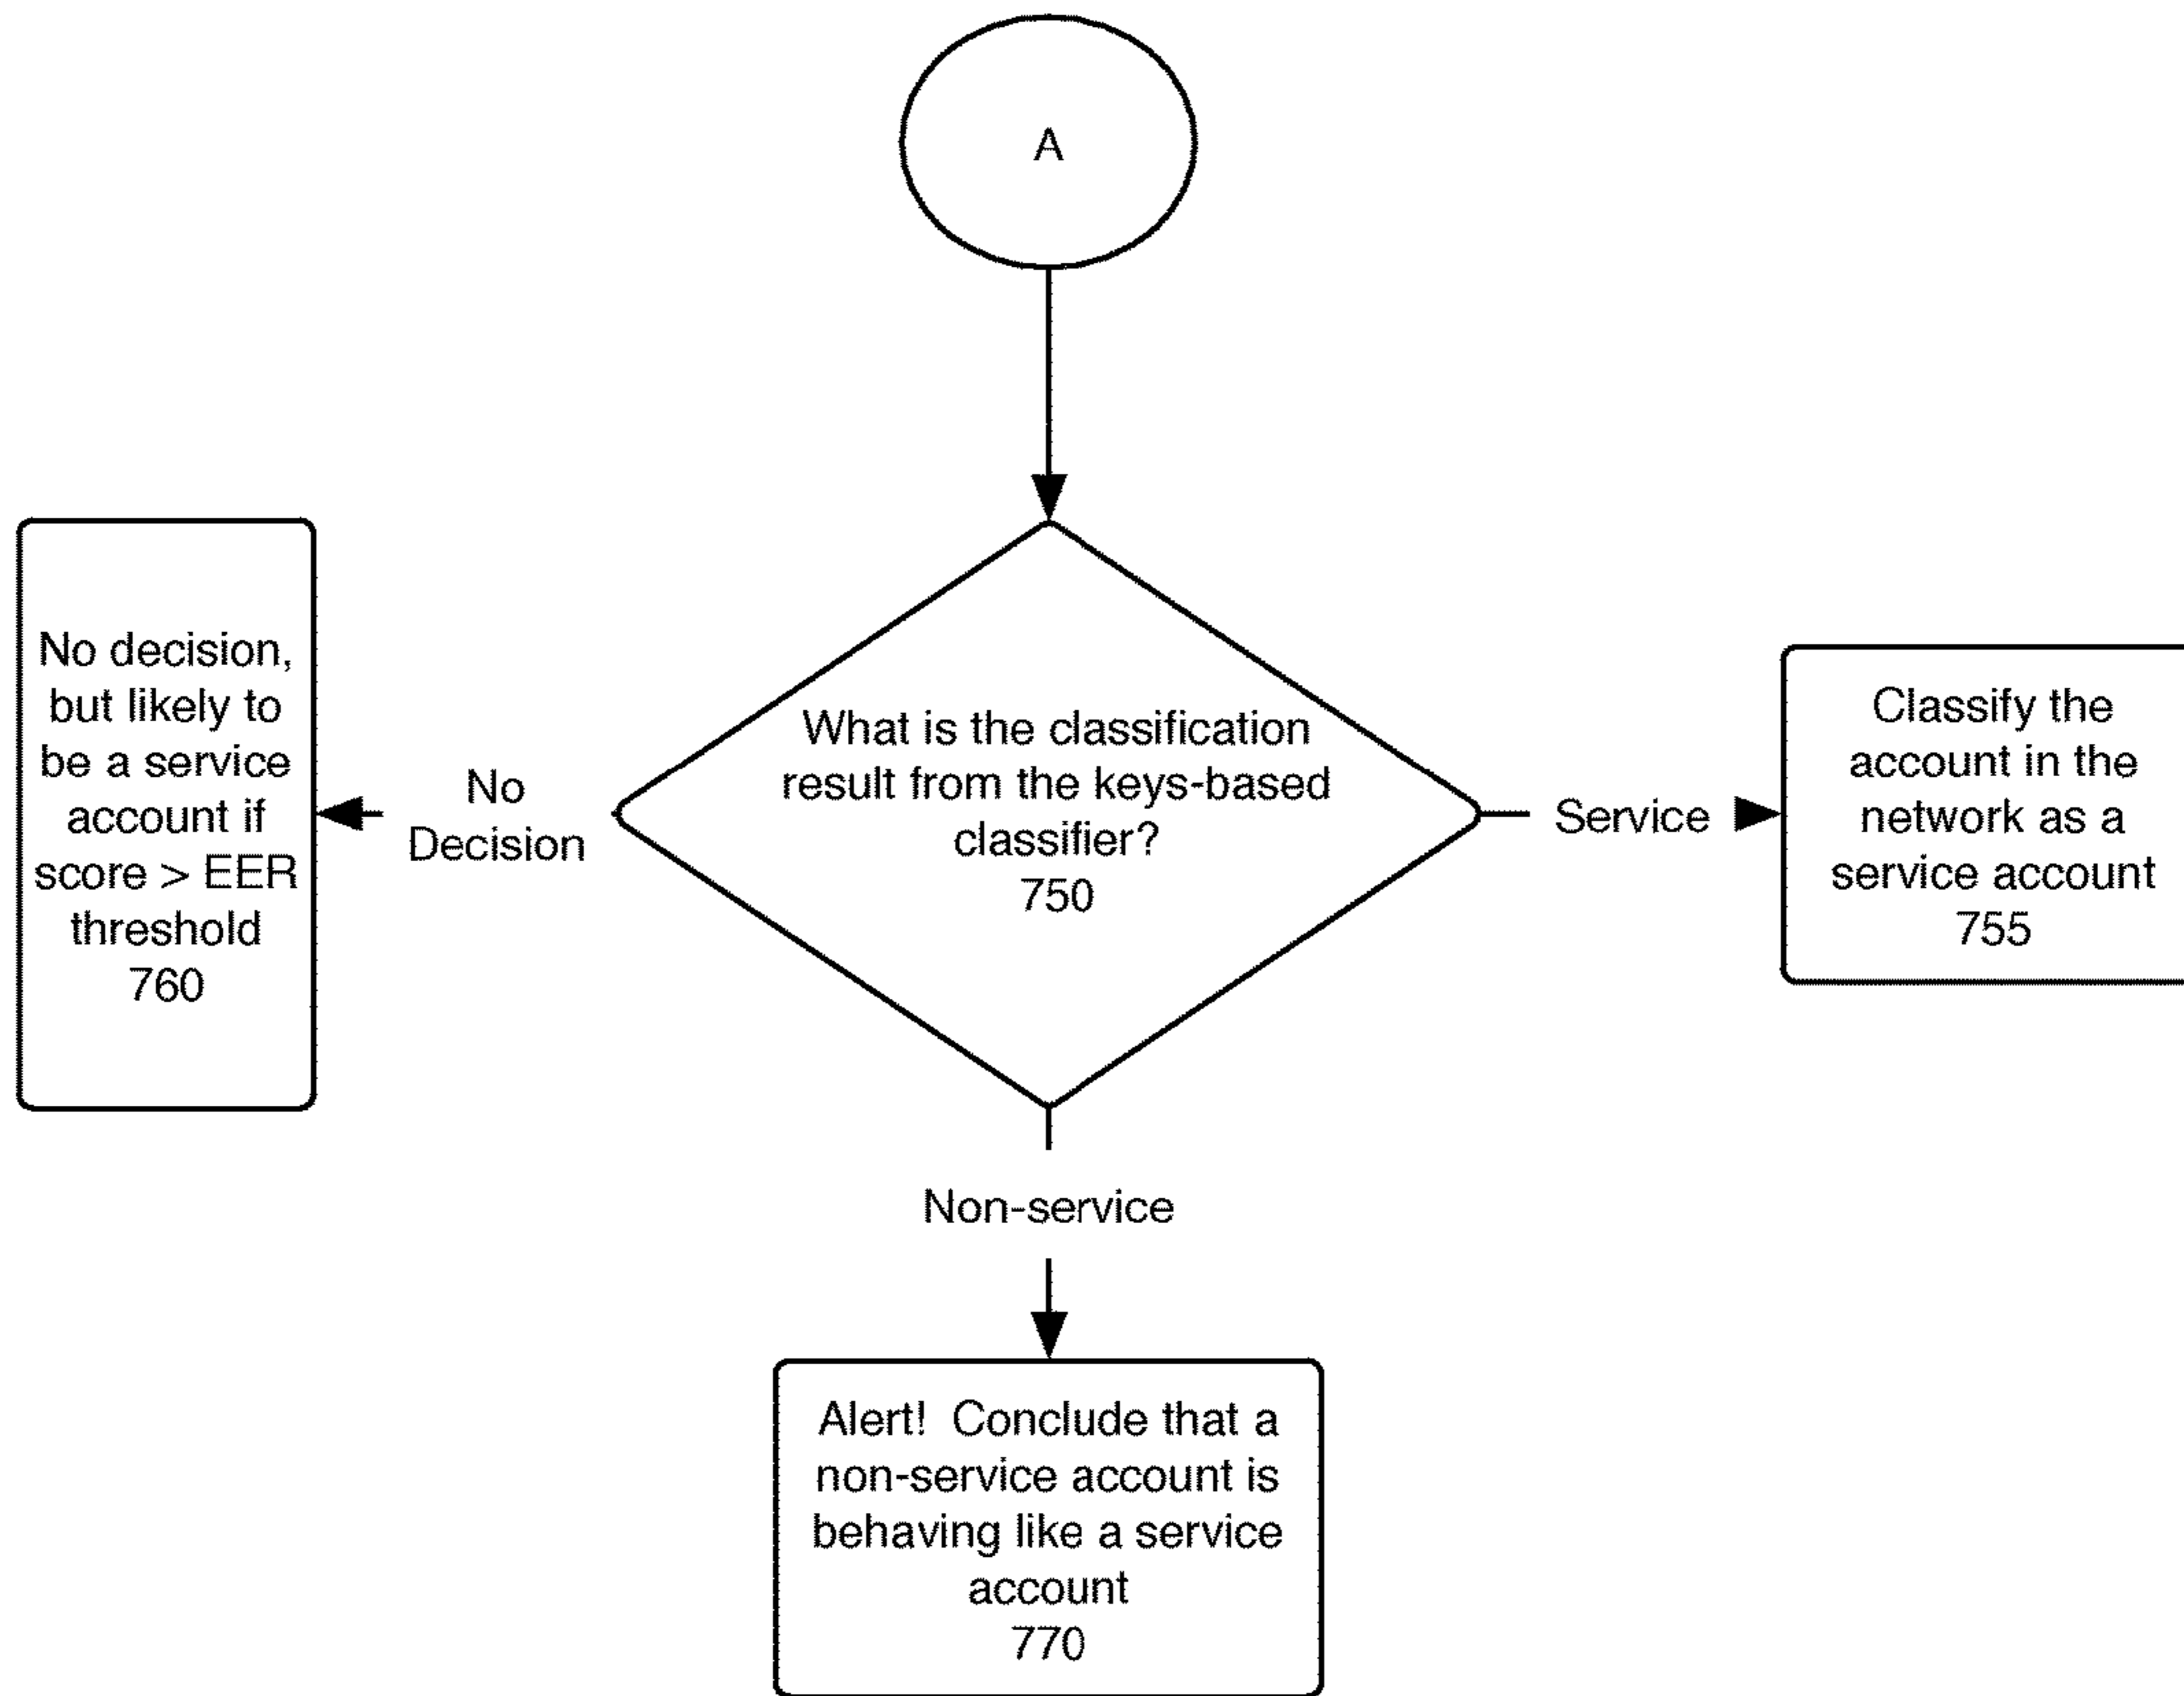 A
What is the classification
result from the keys-based
classifier?
750
No
Decision
No decision,
but likely to
be a service
account if
score > EER
threshold
760
Service
Classify the
account in the
network as a
service account
755
Non-service
Alert!  Conclude that a
non-service account is
behaving like a service
account
770